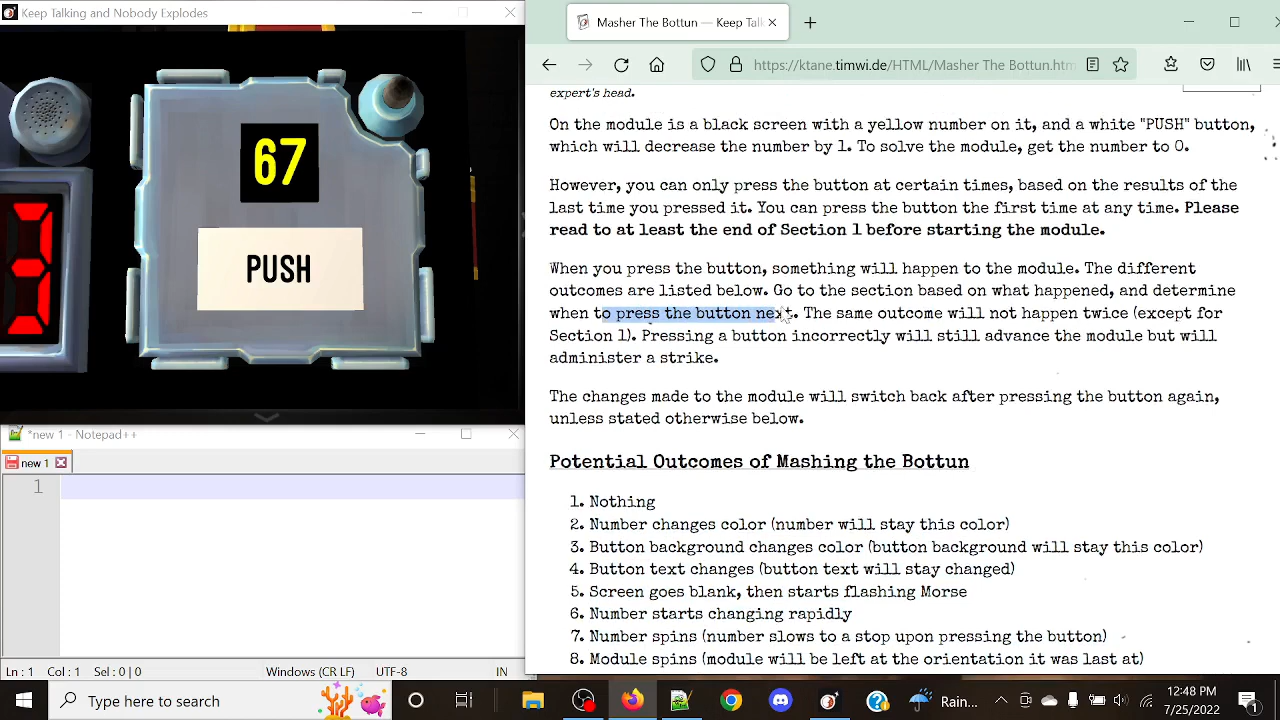 Keep Talking and Nobody Explodes
67
PUSH
3
*new 1 - Notepad++
new 1
1
Ln : 1 Col : 1 Sel : 0 | 0
Windows (CR LF)
UTF-8
IN
Masher The Bottun — Keep Talk
https://ktane.timwi.de/HTML/Masher The Bottun.htm
expert's head.
On the module is a black screen with a yellow number on it, and a white "PUSH" button,
which will decrease the number by 1. To solve the module, get the number to 0.
However, you can only press the button at certain times, based on the results of the
last time you pressed it. You can press the button the first time at any time. Please
read to at least the end of Section 1 before starting the module.
When you press the button, something will happen to the module. The different
outcomes are listed below. Go to the section based on what happened, and determine
when to press the button next. The same outcome will not happen twice (except for
Section 1). Pressing a button incorrectly will still advance the module but will
administer a strike.
The changes made to the module will switch back after pressing the button again,
unless stated otherwise below.
Potential Outcomes of Mashing the Bottun
1. Nothing
2. Number changes color (number will stay this color)
3. Button background changes color (button background will stay this color)
4. Button text changes (button text will stay changed)
5. Screen goes blank, then starts flashing Morse
6. Number starts changing rapidly
7. Number spins (number slows to a stop upon pressing the button)
8. Module spins (module will be left at the orientation it was last at)
Type here to search
Rain...
12:48 PM
7/25/2022